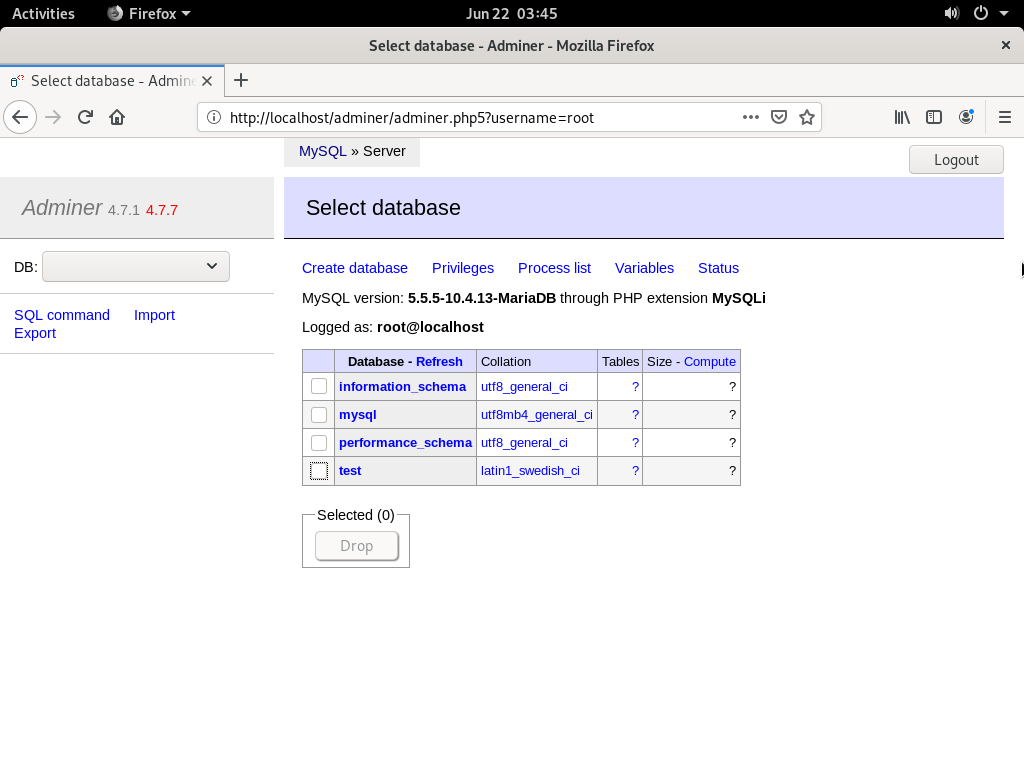 Activities Firefox Jun 22 03:45
Select database - Adminer - Mozilla Firefox
Select database - Admine
http://localhost/adminer/adminer.php5?username=root
MySQL » Server
Logout
Adminer 4.7.1 4.7.7
Select database
DB:
SQL command Import
Export
Create database Privileges Process list Variables Status
MySQL version: 5.5.5-10.4.13-MariaDB through PHP extension MySQLi
Logged as: root@localhost
Database - Refresh Collation Tables Size - Compute
information_schema utf8_general_ci ? ?
mysql utf8mb4_general_ci ? ?
performance_schema utf8_general_ci ? ?
test latin1_swedish_ci ? ?
Selected (0)
Drop